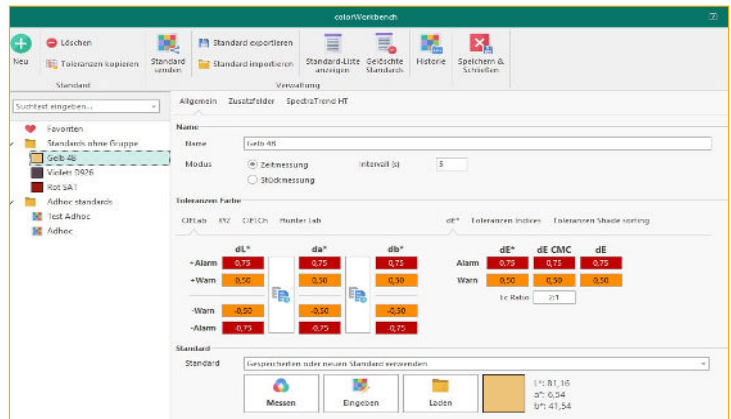 colorWorkbench
Neu
Löschen
Toleranzen kopieren
Standard senden
Standard exportieren
Standard importieren
Standard-Liste anzeigen
Gelöschte Standards
Historie
Speichern & Schließen
Standard
Verwaltung
Suchtext eingeben...
Allgemein Zusatzfelder SpectraTrend HT
Favoriten
Standards ohne Gruppe
Gelb 4B
Violett D926
Rot SA1
Adhoc standards
Test Adhoc
Adhoc
Name
Name Gelb 4B
Modus Zeitmessung Intervall (s) 5
Stückmessung
Toleranzen Farbe
CIELab XYZ CIELCh Hunter Lab dE* Toleranzen Indices Toleranzen Shade sorting
dL* da* db* dE* dE CMC dE
+Alarm 0,75 0,75 0,75 Alarm 0,75 0,75 0,75
+Warn 0,50 0,50 0,50 Warn 0,50 0,50 0,50
l:c Ratio 2:1
-Warn -0,50 -0,50 -0,50
-Alarm -0,75 -0,75 -0,75
Standard
Standard Gespeicherten oder neuen Standard verwenden
Messen Eingeben Laden
L*: 81,16
a*: 6,54
b*: 41,54